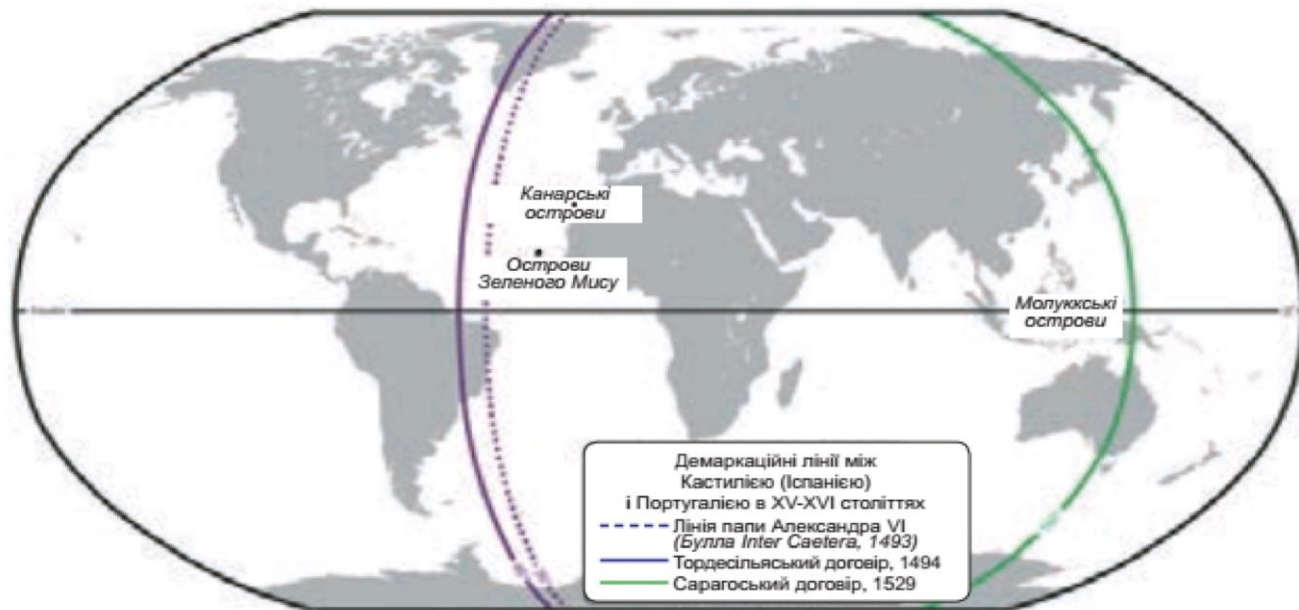 Канарські
острови
Острови
Зеленого Мису
Молуккські
острови
Демаркаційні лінії між
Кастилією (Іспанією)
і Португалією в XV-XVI століттях
Лінія папи Александра VI
(Булла Inter Caetera, 1493)
Тордесільяський договір, 1494
Сарагоський договір, 1529